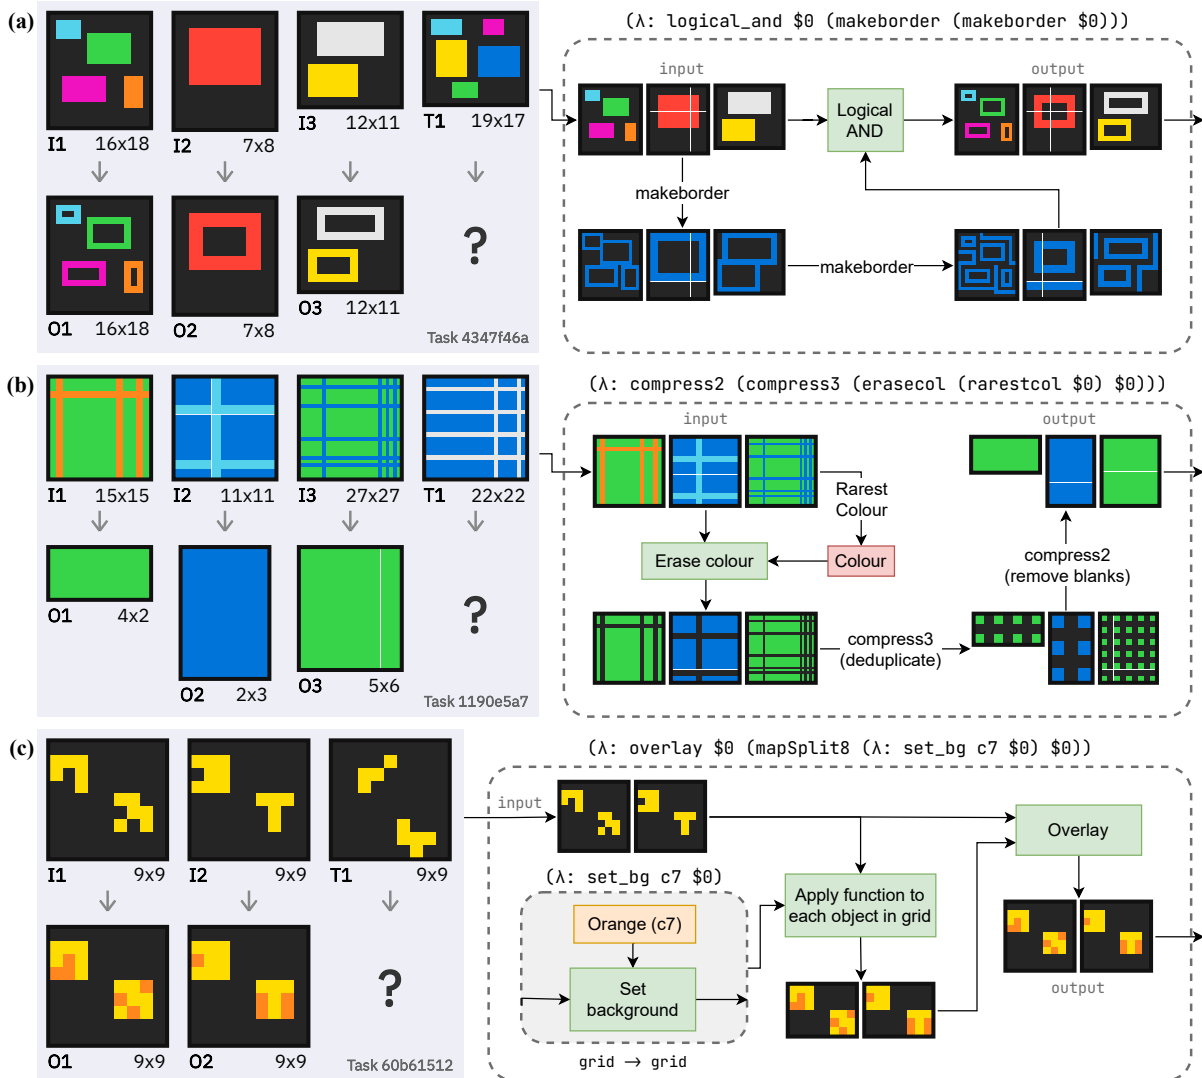 (a)
(λ: logical_and $0 (makeborder (makeborder $0)))
I1 16x18
I2 7x8
I3 12x11
T1 19x17
?
O1 16x18
O2 7x8
O3 12x11
Task 4347f46a
input
output
Logical
AND
makeborder
makeborder
(b)
(λ: compress2 (compress3 (erasecol (rarestcol $0) $0)))
I1 15x15
I2 11x11
I3 27x27
T1 22x22
?
O1 4x2
O2 2x3
O3 5x6
Task 1190e5a7
input
output
Rarest
Colour
Erase colour
Colour
compress3
(deduplicate)
compress2
(remove blanks)
(c)
(λ: overlay $0 (mapSplit8 (λ: set_bg c7 $0) $0))
I1 9x9
I2 9x9
T1 9x9
?
O1 9x9
O2 9x9
Task 60b61512
input
(λ: set_bg c7 $0)
Orange (c7)
Set
background
grid → grid
Apply function to
each object in grid
Overlay
output